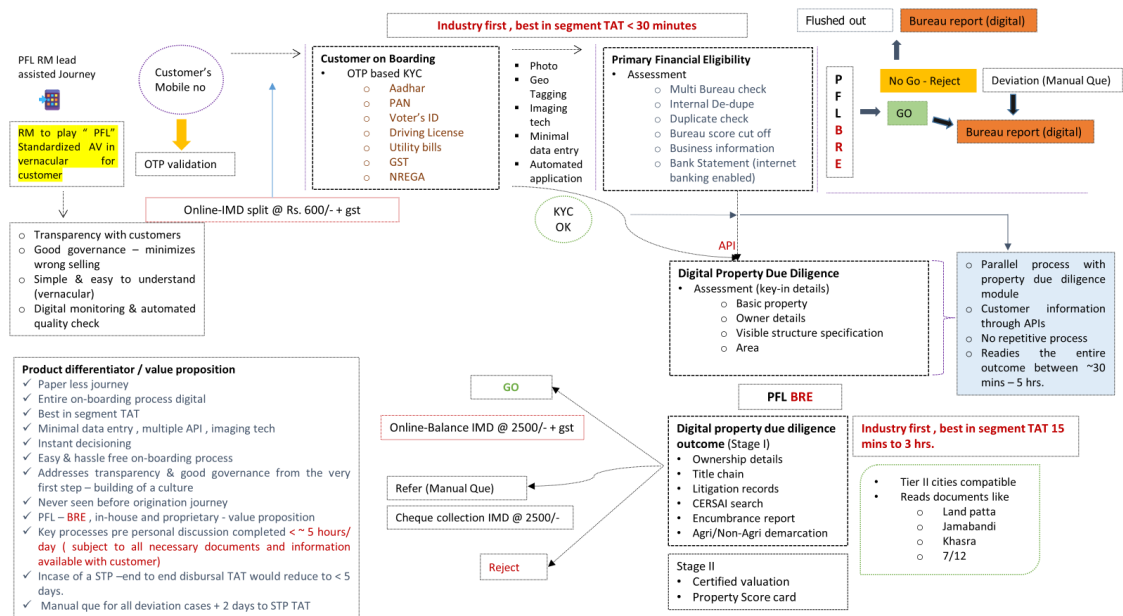 Industry first , best in segment TAT < 30 minutes
Flushed out
Bureau report (digital)
PFL RM lead
assisted Journey
Customer's
Mobile no
RM to play " PFL"
Standardized AV in
vernacular for
customer
OTP validation
Customer on Boarding
• OTP based KYC
o Aadhar
o PAN
o Voter's ID
o Driving License
o Utility bills
o GST
o NREGA
▪ Photo
▪ Geo
Tagging
▪ Imaging
tech
▪ Minimal
data entry
▪ Automated
application
Primary Financial Eligibility
• Assessment
o Multi Bureau check
o Internal De-dupe
o Duplicate check
o Bureau score cut off
o Business information
o Bank Statement (internet
banking enabled)
P
F
L
B
R
E
No Go - Reject
Deviation (Manual Que)
GO
Bureau report (digital)
Online-IMD split @ Rs. 600/- + gst
KYC
OK
API
o Transparency with customers
o Good governance – minimizes
wrong selling
o Simple & easy to understand
(vernacular)
o Digital monitoring & automated
quality check
Digital Property Due Diligence
• Assessment (key-in details)
o Basic property
o Owner details
o Visible structure specification
o Area
o Parallel process with
property due diligence
module
o Customer information
through APIs
o No repetitive process
o Readies the entire
outcome between ~30
mins – 5 hrs.
Product differentiator / value proposition
✓ Paper less journey
✓ Entire on-boarding process digital
✓ Best in segment TAT
✓ Minimal data entry , multiple API , imaging tech
✓ Instant decisioning
✓ Easy & hassle free on-boarding process
✓ Addresses transparency & good governance from the very
first step – building of a culture
✓ Never seen before origination journey
✓ PFL – BRE , in-house and proprietary - value proposition
✓ Key processes pre personal discussion completed < ~ 5 hours/
day ( subject to all necessary documents and information
available with customer)
✓ Incase of a STP –end to end disbursal TAT would reduce to < 5
days.
✓ Manual que for all deviation cases + 2 days to STP TAT
GO
Online-Balance IMD @ 2500/- + gst
Refer (Manual Que)
Cheque collection IMD @ 2500/-
Reject
PFL BRE
Digital property due diligence
outcome (Stage I)
• Ownership details
• Title chain
• Litigation records
• CERSAI search
• Encumbrance report
• Agri/Non-Agri demarcation
Stage II
• Certified valuation
• Property Score card
Industry first , best in segment TAT 15
mins to 3 hrs.
• Tier II cities compatible
• Reads documents like
o Land patta
o Jamabandi
o Khasra
o 7/12